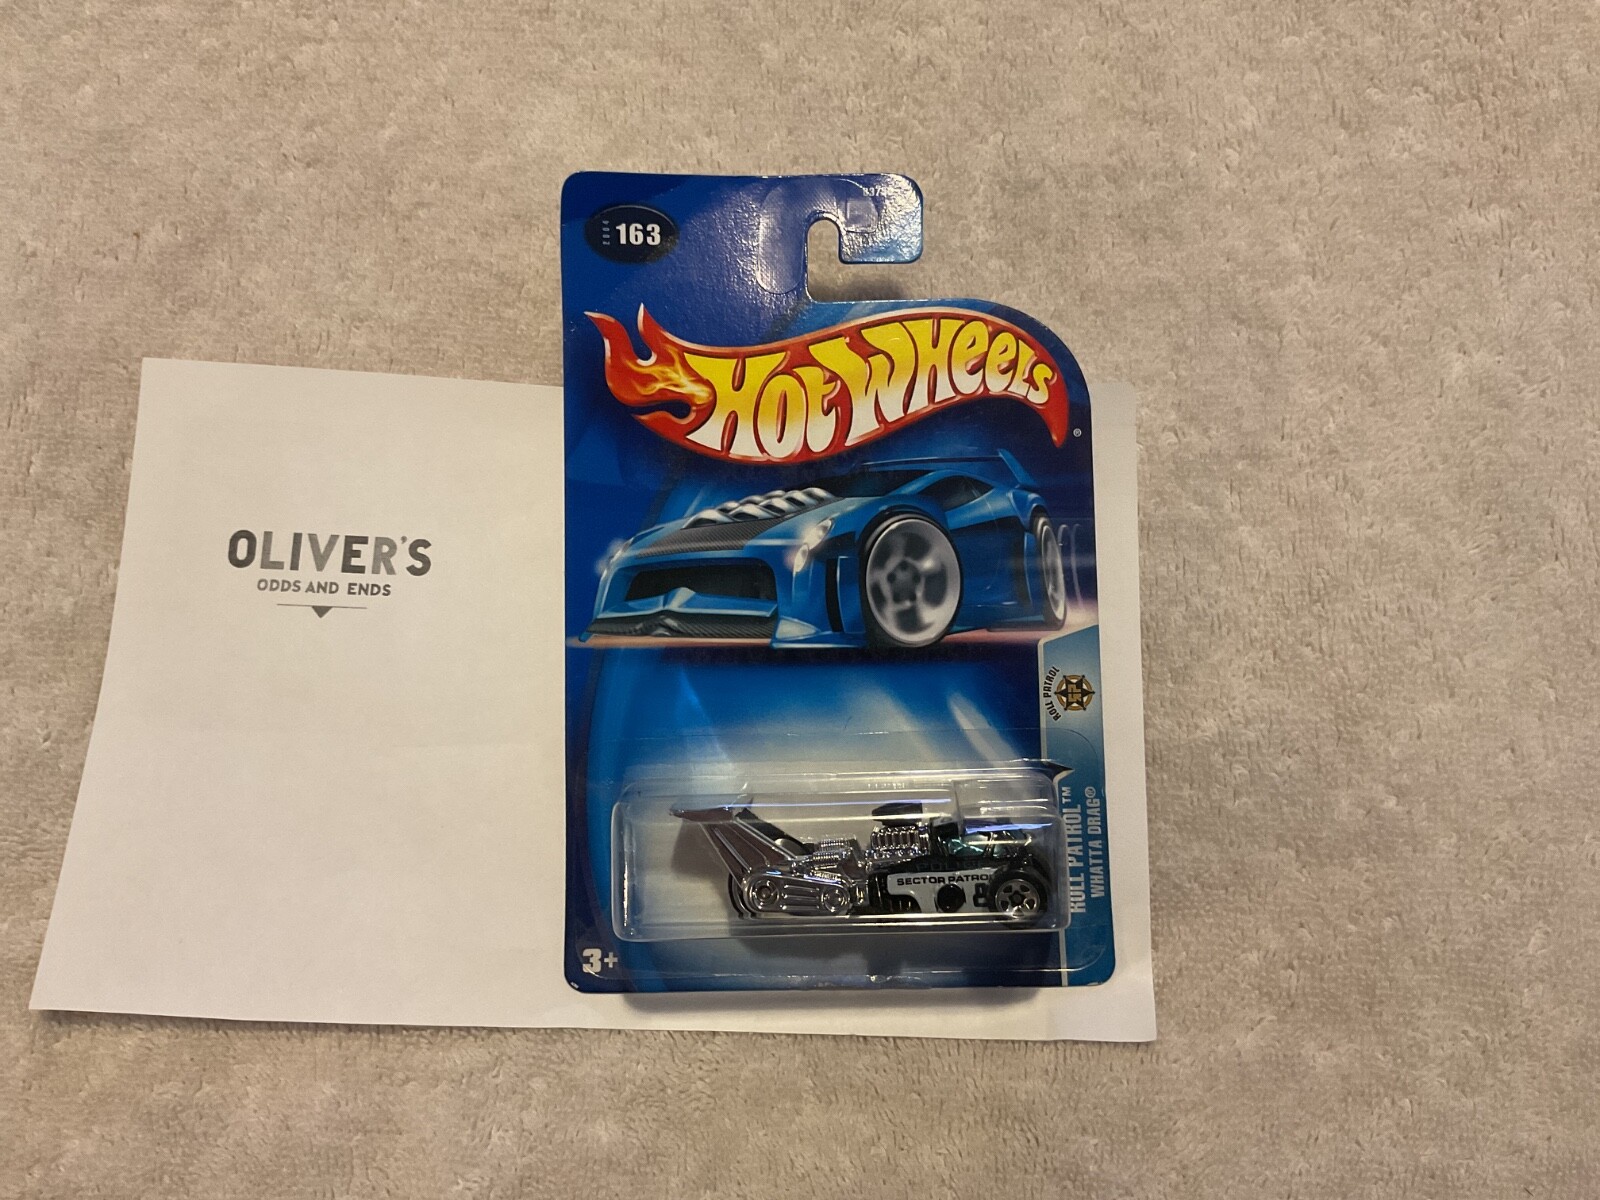 OLIVER'S
ODDS AND ENDS
2004 163
HOT WHEELS ®
ROLL PATROL
ROLL PATROL™
WHATTA DRAG®
SECTOR PATROL
3+